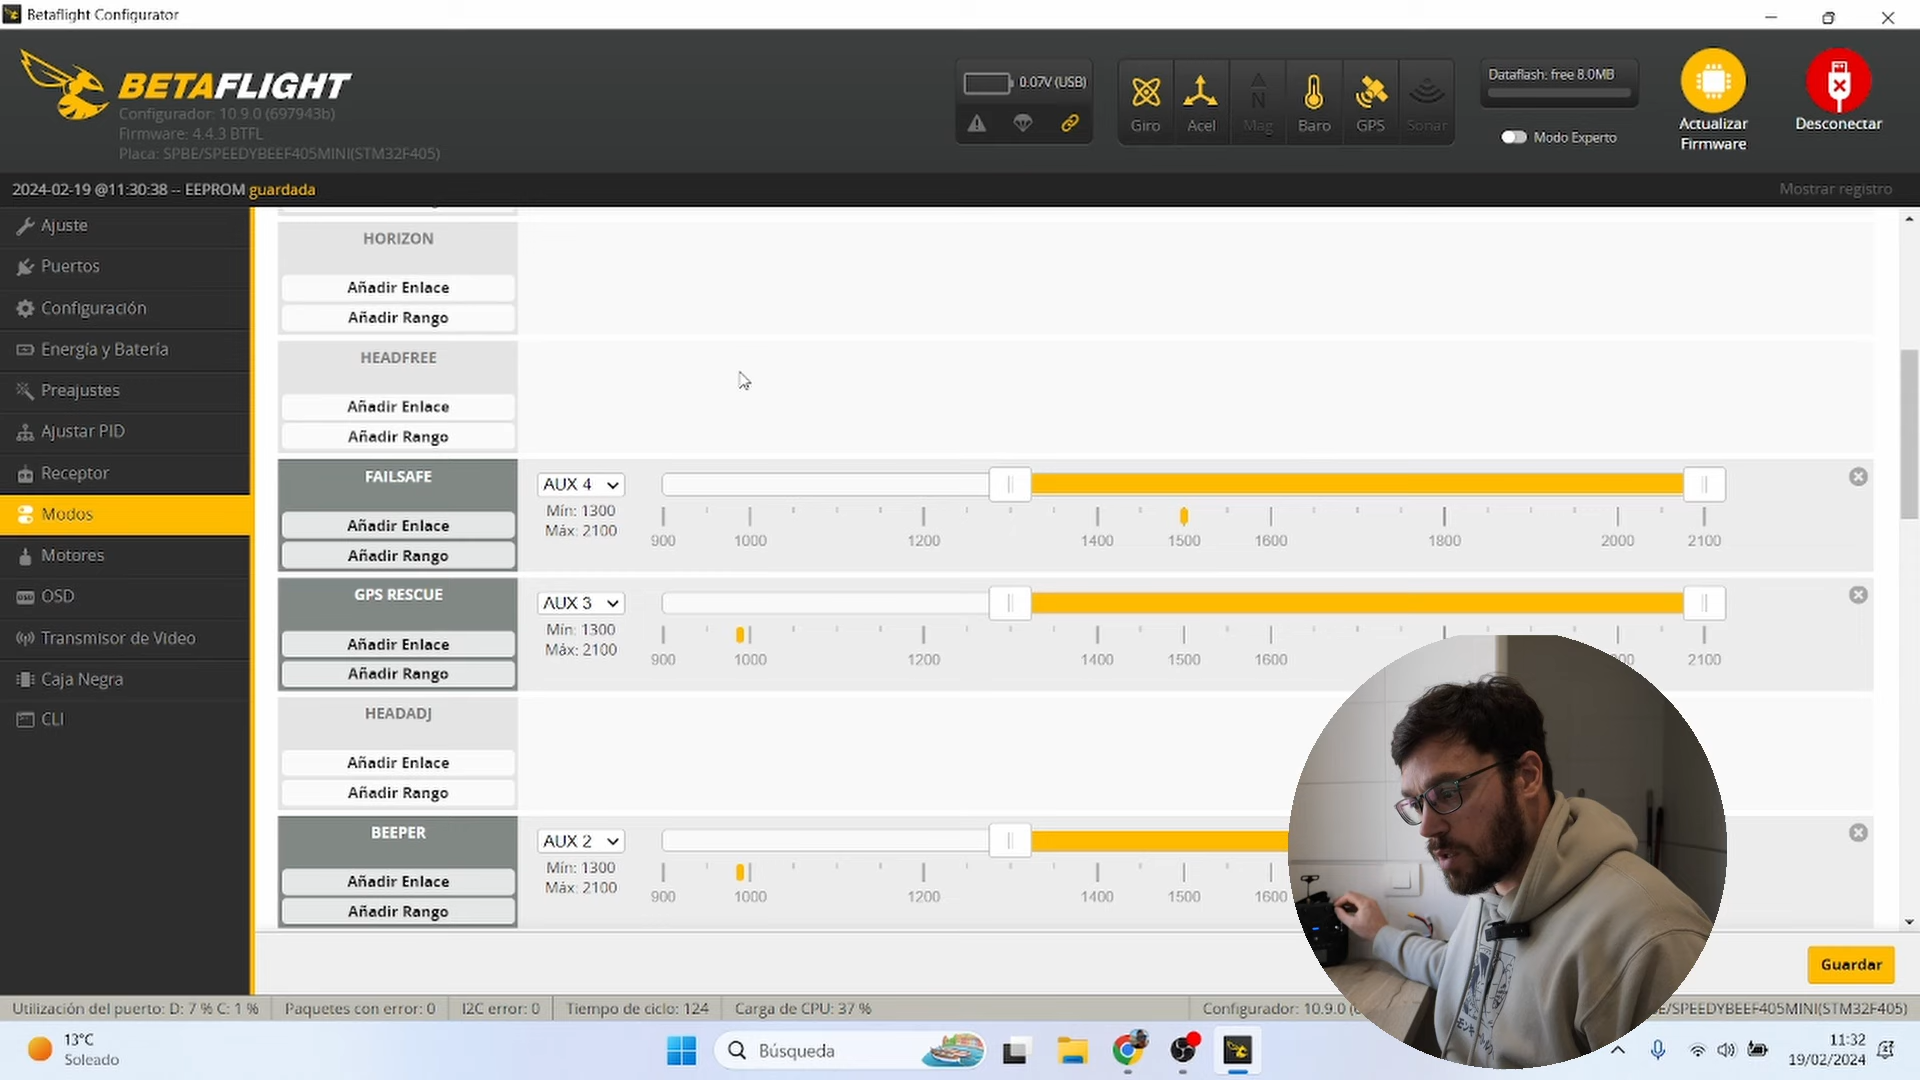 Betaflight Configurator
BETAFLIGHT
Configurador: 10.9.0 (697943b)
Firmware: 4.4.3 BTFL
Placa: SPBE/SPEEDYBEEF405MINI(STM32F405)
0.07V (USB)
Giro
Acel
N
Mag
Baro
GPS
Sonar
Dataflash: free 8.0MB
Modo Experto
Actualizar
Firmware
Desconectar
2024-02-19 @11:30:38 -- EEPROM guardada
Mostrar registro
Ajuste
Puertos
Configuración
Energía y Batería
Preajustes
Ajustar PID
Receptor
Modos
Motores
OSD
Transmisor de Video
Caja Negra
CLI
HORIZON
Añadir Enlace
Añadir Rango
HEADFREE
Añadir Enlace
Añadir Rango
FAILSAFE
Añadir Enlace
Añadir Rango
AUX 4
Mín: 1300
Máx: 2100
900 1000 1200 1400 1500 1600 1800 2000 2100
GPS RESCUE
Añadir Enlace
Añadir Rango
AUX 3
Mín: 1300
Máx: 2100
900 1000 1200 1400 1500 1600 2100
HEADADJ
Añadir Enlace
Añadir Rango
BEEPER
Añadir Enlace
Añadir Rango
AUX 2
Mín: 1300
Máx: 2100
900 1000 1200 1400 1500 1600
Guardar
Utilización del puerto: D: 7 % C: 1 %
Paquetes con error: 0
I2C error: 0
Tiempo de ciclo: 124
Carga de CPU: 37 %
Configurador: 10.9.0
/SPEEDYBEEF405MINI(STM32F405)
13°C
Soleado
Búsqueda
11:32
19/02/2024